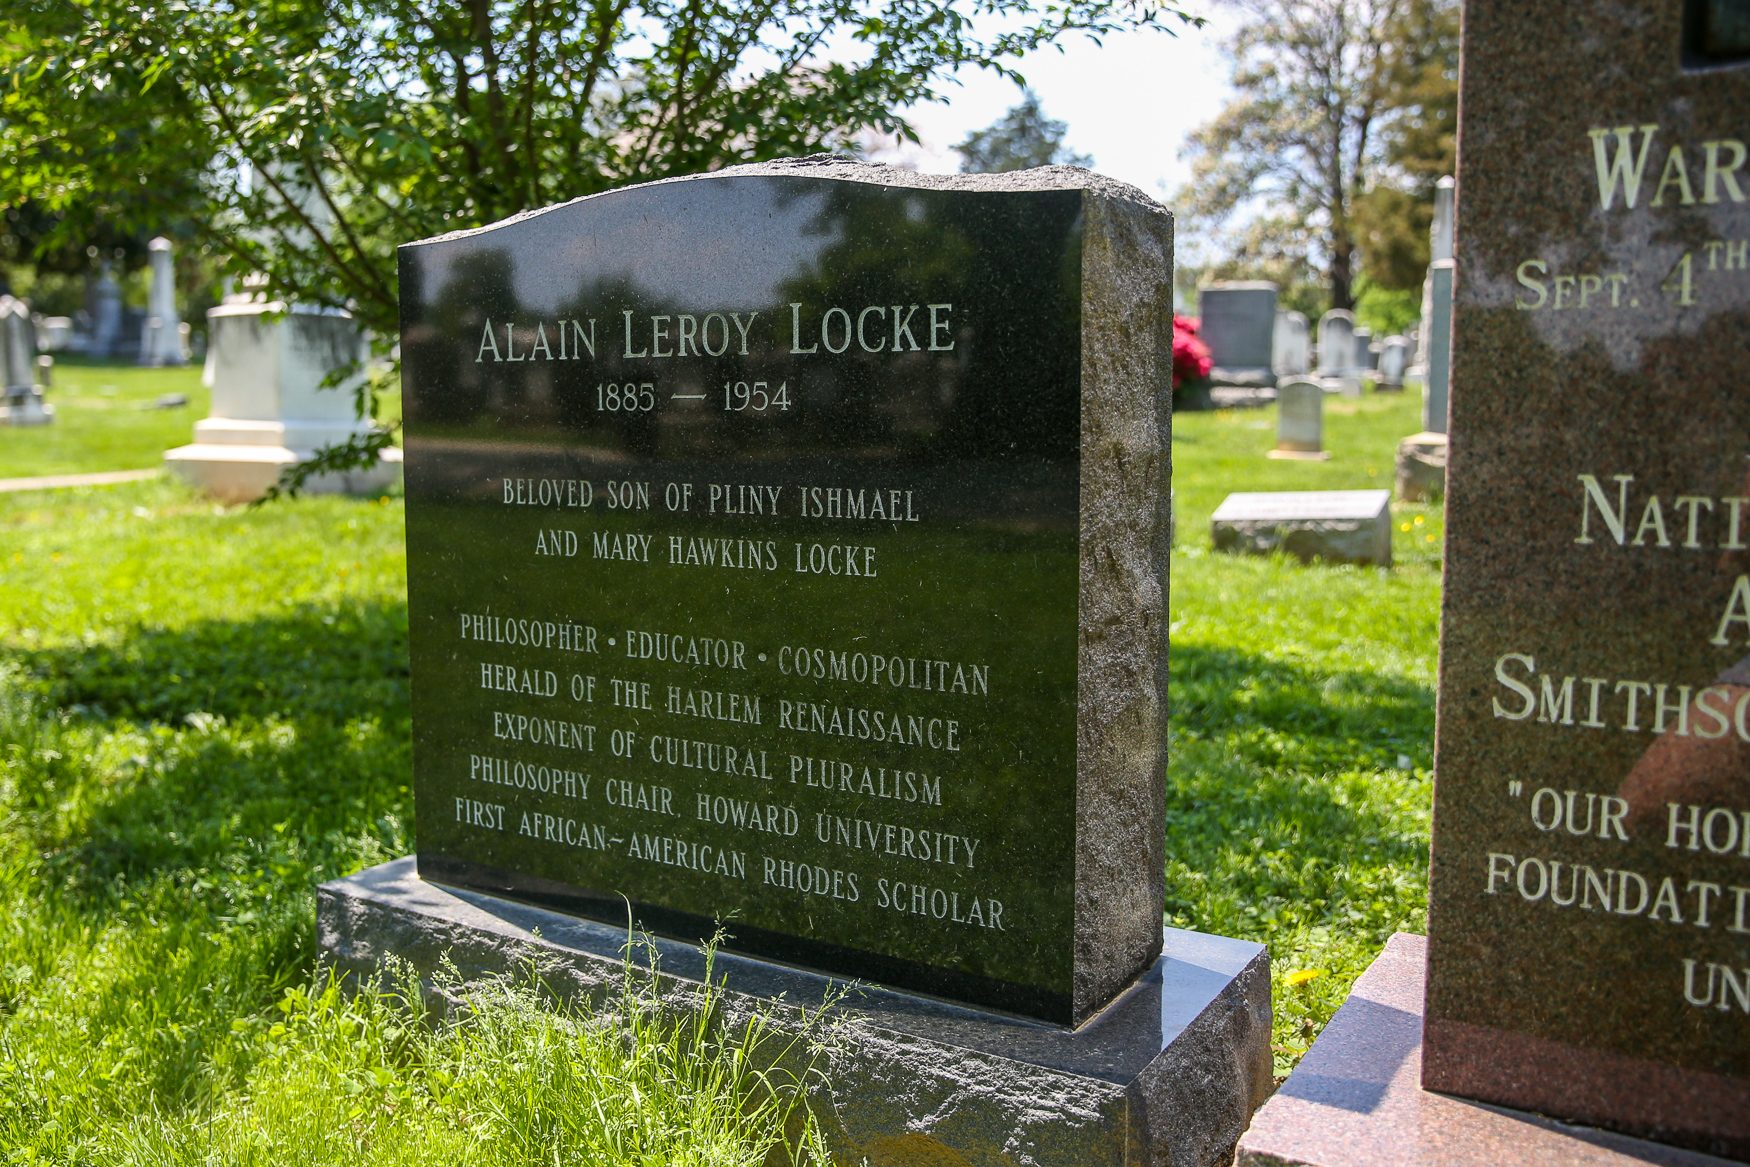 ALAIN LEROY LOCKE
1885 — 1954
BELOVED SON OF PLINY ISHMAEL
AND MARY HAWKINS LOCKE
PHILOSOPHER • EDUCATOR • COSMOPOLITAN
HERALD OF THE HARLEM RENAISSANCE
EXPONENT OF CULTURAL PLURALISM
PHILOSOPHY CHAIR, HOWARD UNIVERSITY
FIRST AFRICAN~AMERICAN RHODES SCHOLAR
WAR
SEPT. 4TH
NATI
A
SMITHSO
"OUR HO
FOUNDATI
UN